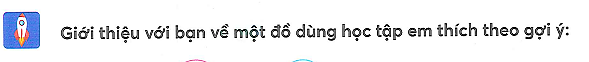 Giới thiệu với bạn về một đồ dùng học tập em thích theo gợi ý: